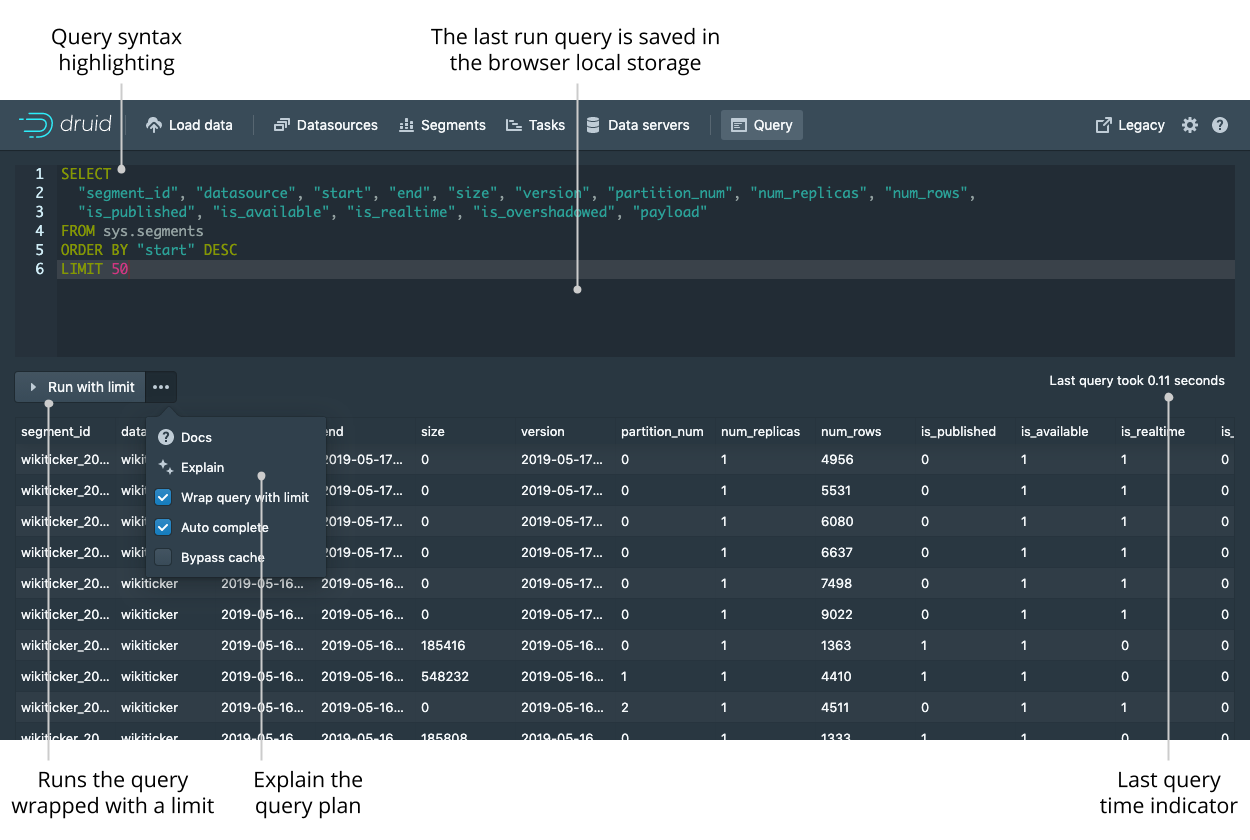 Query syntax
highlighting
The last run query is saved in
the browser local storage
druid Load data Datasources Segments Tasks Data servers Query Legacy
1 SELECT
2 "segment_id", "datasource", "start", "end", "size", "version", "partition_num", "num_replicas", "num_rows",
3 "is_published", "is_available", "is_realtime", "is_overshadowed", "payload"
4 FROM sys.segments
5 ORDER BY "start" DESC
6 LIMIT 50
Run with limit ••• Last query took 0.11 seconds
segment_id data end size version partition_num num_replicas num_rows is_published is_available is_realtime is_
Docs
Explain
Wrap query with limit
Auto complete
Bypass cache
wikiticker_20... wiki 2019-05-17... 0 2019-05-17... 0 1 4956 0 1 1 0
wikiticker_20... wiki 2019-05-17... 0 2019-05-17... 0 1 5531 0 1 1 0
wikiticker_20... wiki 2019-05-17... 0 2019-05-17... 0 1 6080 0 1 1 0
wikiticker_20... wiki 2019-05-17... 0 2019-05-17... 0 1 6637 0 1 1 0
wikiticker_20... wikiticker 2019-05-16... 2019-05-16... 0 2019-05-17... 0 1 7498 0 1 1 0
wikiticker_20... wikiticker 2019-05-16... 2019-05-16... 0 2019-05-17... 0 1 9022 0 1 1 0
wikiticker_20... wikiticker 2019-05-16... 2019-05-16... 185416 2019-05-16... 0 1 1363 1 1 0 0
wikiticker_20... wikiticker 2019-05-16... 2019-05-16... 548232 2019-05-16... 1 1 4410 1 1 0 0
wikiticker_20... wikiticker 2019-05-16... 2019-05-16... 0 2019-05-16... 2 1 4511 0 1 1 0
wikiticker_20 wikiticker 2019-05-16 2019-05-16 185808 2019-05-16 0 1 1333 1 1 0 0
Runs the query
wrapped with a limit
Explain the
query plan
Last query
time indicator